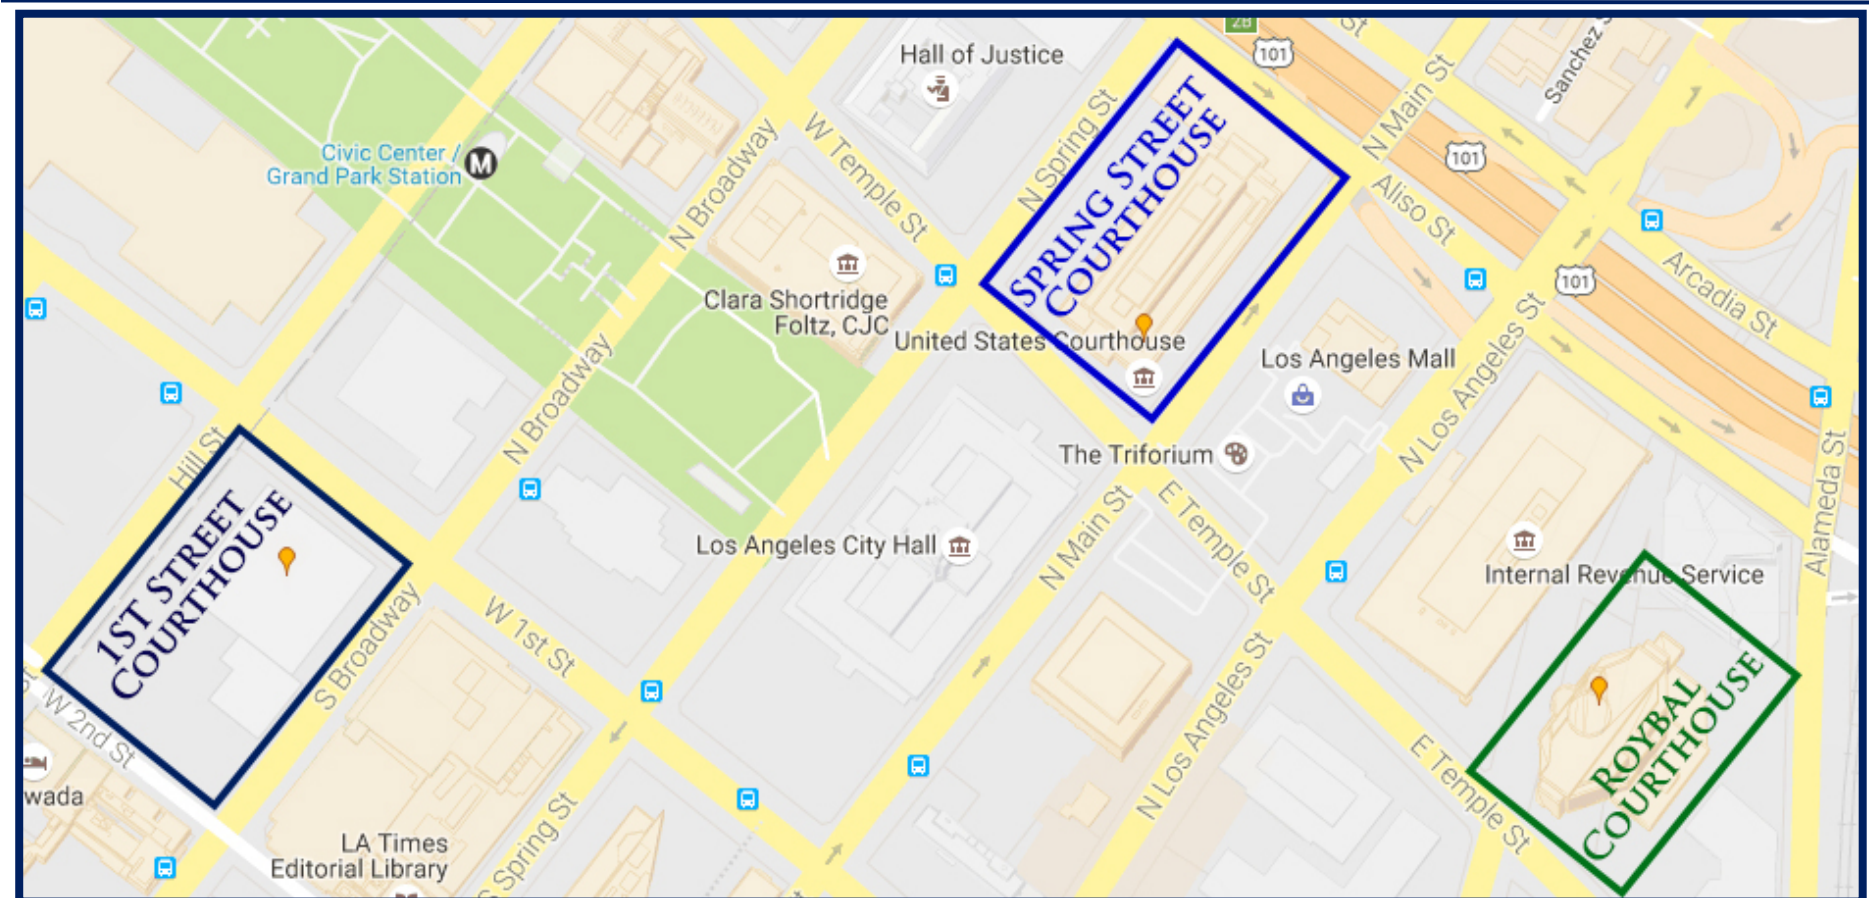 28
St
101
Sanchez S
Hall of Justice
N Main St
N Spring St
SPRING STREET
COURTHOUSE
101
Civic Center /
Grand Park Station
M
W Temple St
N Broadway
Aliso St
101
Arcadia St
Clara Shortridge
Foltz, CJC
United States Courthouse
Los Angeles Mall
N Los Angeles St
N Broadway
The Triforium
Hill St
Alameda St
1ST STREET
COURTHOUSE
Los Angeles City Hall
N Main St
E Temple St
Internal Revenue Service
W 1st St
S Broadway
N Los Angeles St
ROYBAL
COURTHOUSE
W 2nd St
E Temple St
wada
LA Times
Editorial Library
S Spring St